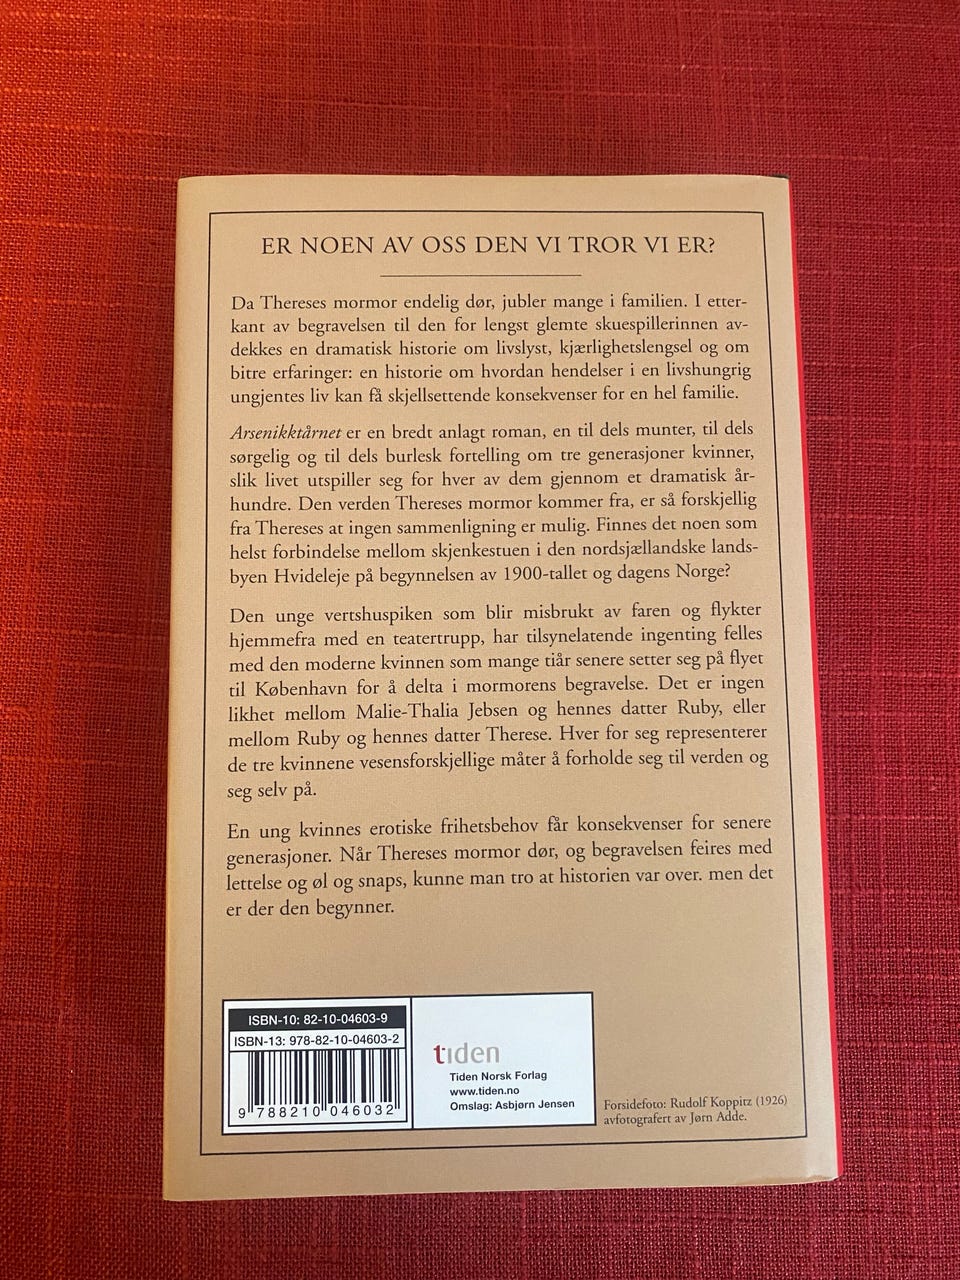 ER NOEN AV OSS DEN VI TROR VI ER?
Da Thereses mormor endelig dør, jubler mange i familien. I etter-
kant av begravelsen til den for lengst glemte skuespillerinnen av-
dekkes en dramatisk historie om livslyst, kjærlighetslengsel og om
bitre erfaringer: en historie om hvordan hendelser i en livshungrig
ungjentes liv kan få skjellsettende konsekvenser for en hel familie.
Arsenikktårnet er en bredt anlagt roman, en til dels munter, til dels
sørgelig og til dels burlesk fortelling om tre generasjoner kvinner,
slik livet utspiller seg for hver av dem gjennom et dramatisk år-
hundre. Den verden Thereses mormor kommer fra, er så forskjellig
fra Thereses at ingen sammenligning er mulig. Finnes det noen som
helst forbindelse mellom skjenkestuen i den nordsjællandske lands-
byen Hvideleje på begynnelsen av 1900-tallet og dagens Norge?
Den unge vertshuspiken som blir misbrukt av faren og flykter
hjemmefra med en teatertrupp, har tilsynelatende ingenting felles
med den moderne kvinnen som mange tiår senere setter seg på flyet
til København for å delta i mormorens begravelse. Det er ingen
likhet mellom Malie-Thalia Jebsen og hennes datter Ruby, eller
mellom Ruby og hennes datter Therese. Hver for seg representerer
de tre kvinnene vesensforskjellige måter å forholde seg til verden og
seg selv på.
En ung kvinnes erotiske frihetsbehov får konsekvenser for senere
generasjoner. Når Thereses mormor dør, og begravelsen feires med
lettelse og øl og snaps, kunne man tro at historien var over. men det
er der den begynner.
ISBN-10: 82-10-04603-9
ISBN-13: 978-82-10-04603-2
9 788210 046032
tiden
Tiden Norsk Forlag
www.tiden.no
Omslag: Asbjørn Jensen
Forsidefoto: Rudolf Koppitz (1926)
avfotografert av Jørn Adde.